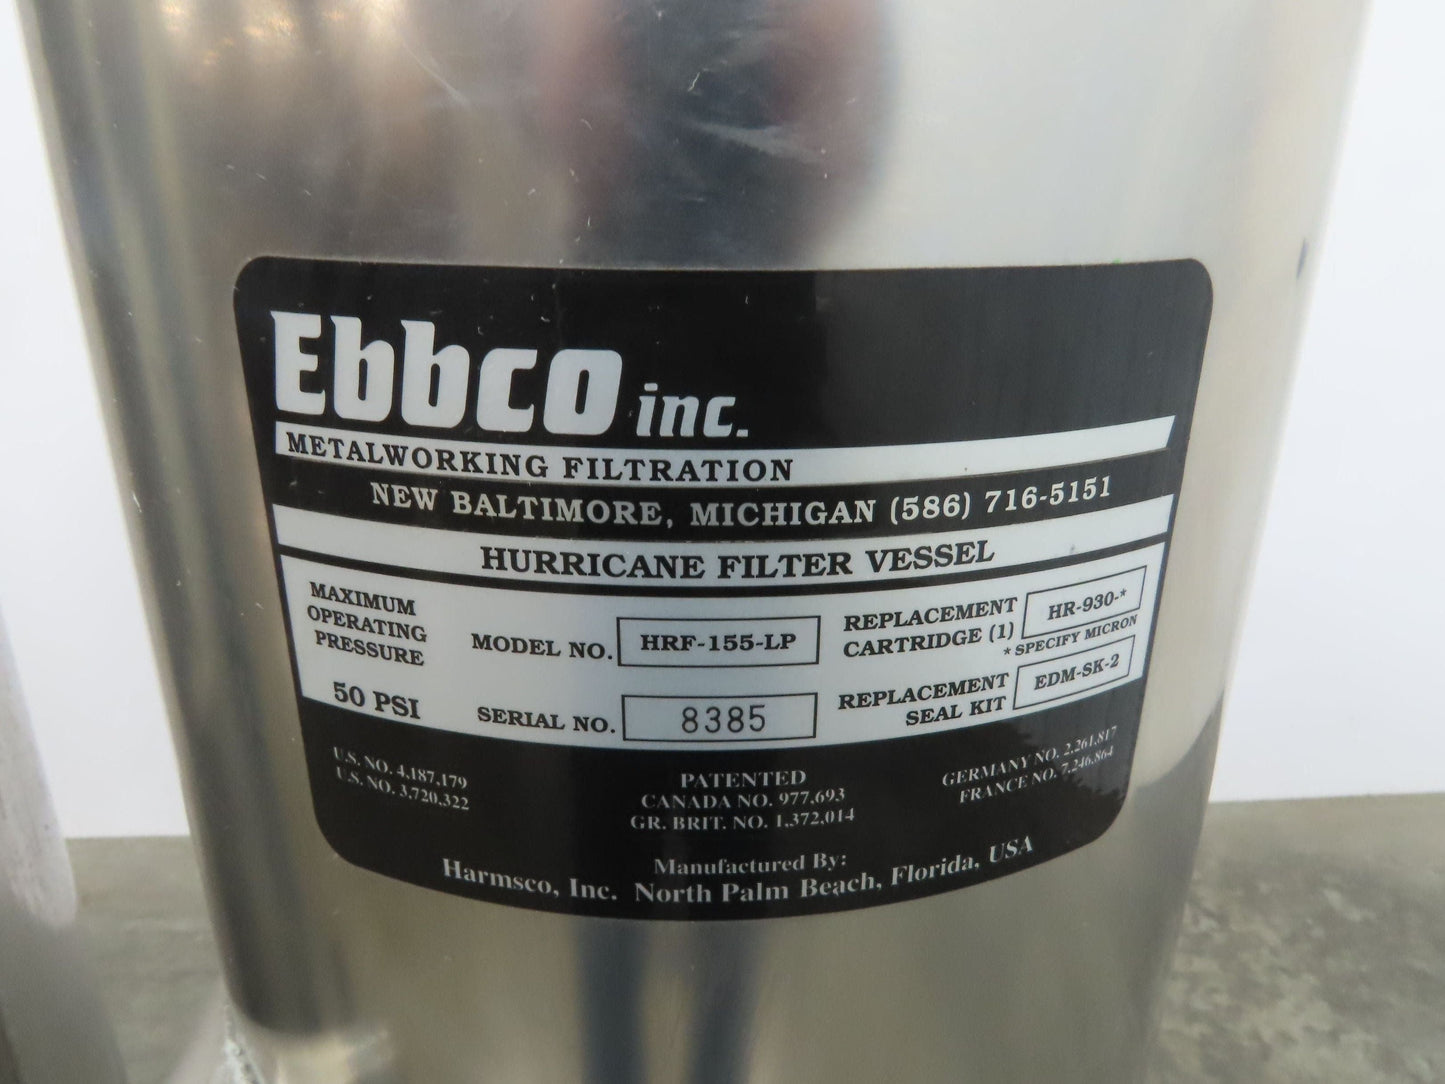 Ebbco inc.
METALWORKING FILTRATION
NEW BALTIMORE, MICHIGAN (586) 716-5151
HURRICANE FILTER VESSEL
MAXIMUM
OPERATING
PRESSURE
50 PSI
MODEL NO. HRF-155-LP
SERIAL NO. 8385
REPLACEMENT
CARTRIDGE (1) HR-930-*
* SPECIFY MICRON
REPLACEMENT
SEAL KIT EDM-SK-2
U.S. NO. 4,187,179
U.S. NO. 3,720,322
PATENTED
CANADA NO. 977,693
GR. BRIT. NO. 1,372,014
GERMANY NO. 2,261,817
FRANCE NO. 7,246,864
Manufactured By:
Harmsco, Inc. North Palm Beach, Florida, USA